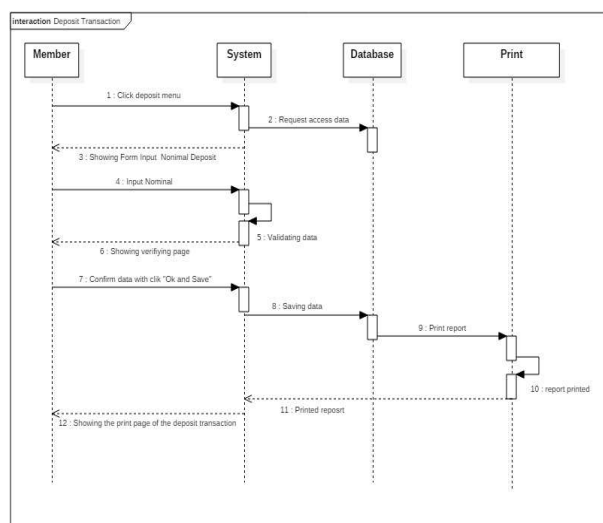 interaction Deposit Transaction
Member System Database Print
1 : Click deposit menu
2 : Request access data
3 : Showing Form Input Nonimal Deposit
4 : Input Nominal
5 : Validating data
6 : Showing verifiying page
7 : Confirm data with clik "Ok and Save"
8 : Saving data
9 : Print report
10 : report printed
11 : Printed reposrt
12 : Showing the print page of the deposit transaction